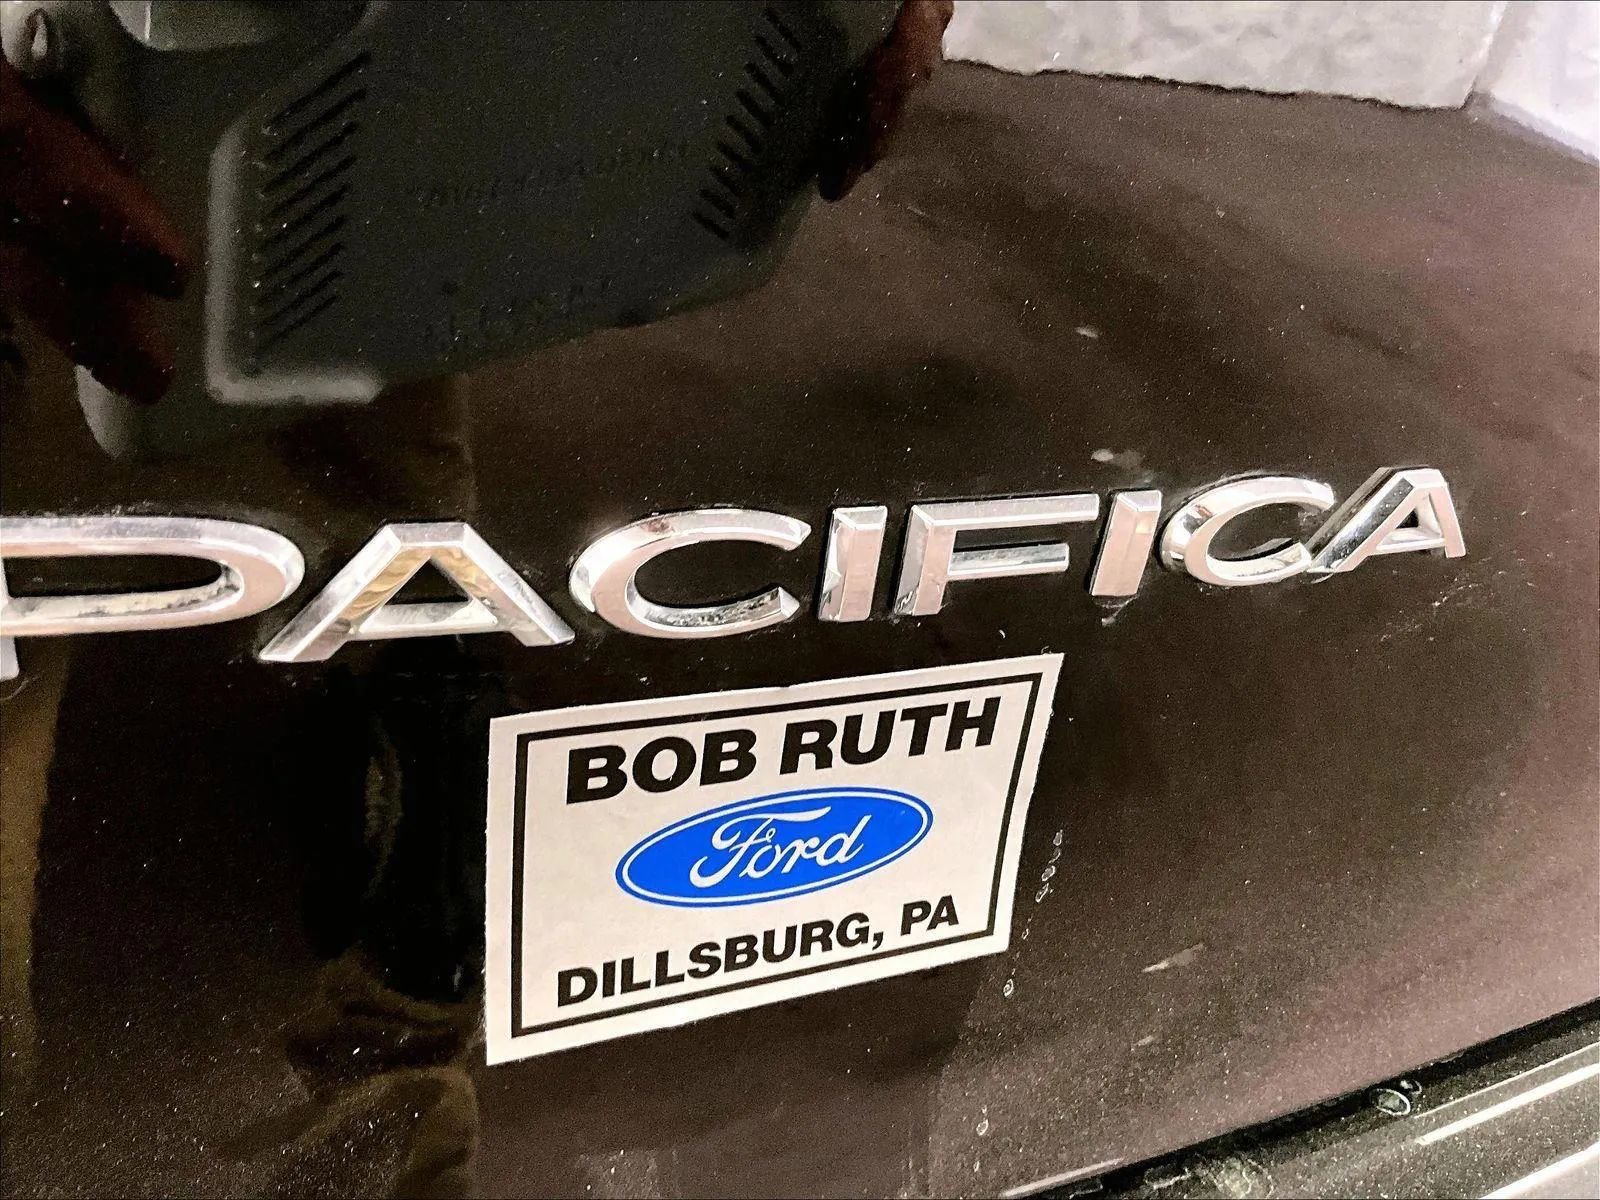 PACIFICA
BOB RUTH
Ford
DILLSBURG, PA